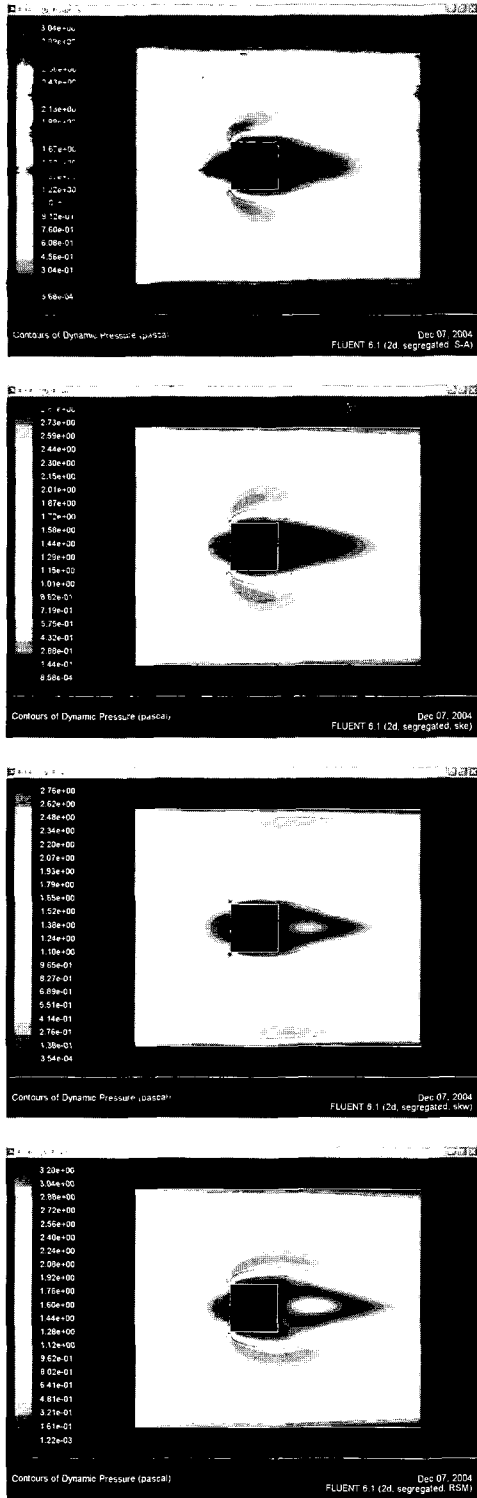 3.04e+00
2.43e+00
2.13e+00
1.67e+00
1.22e+00
9.12e-01
7.60e-01
6.08e-01
4.56e-01
3.04e-01
5.68e-04
Contours of Dynamic Pressure (pascal)
Dec 07, 2004
FLUENT 6.1 (2d, segregated, S-A)
2.73e+00
2.59e+00
2.44e+00
2.30e+00
2.15e+00
2.01e+00
1.87e+00
1.72e+00
1.58e+00
1.44e+00
1.29e+00
1.15e+00
1.01e+00
8.62e-01
7.19e-01
5.75e-01
4.32e-01
2.88e-01
1.44e-01
8.58e-04
Contours of Dynamic Pressure (pascal)
Dec 07, 2004
FLUENT 6.1 (2d, segregated, ske)
2.76e+00
2.62e+00
2.48e+00
2.34e+00
2.20e+00
2.07e+00
1.93e+00
1.79e+00
1.65e+00
1.52e+00
1.38e+00
1.24e+00
1.10e+00
9.65e-01
8.27e-01
6.89e-01
5.51e-01
4.14e-01
2.76e-01
1.38e-01
3.54e-04
Contours of Dynamic Pressure (pascal)
Dec 07, 2004
FLUENT 6.1 (2d, segregated, skw)
3.20e+00
3.04e+00
2.88e+00
2.72e+00
2.56e+00
2.40e+00
2.24e+00
2.08e+00
1.92e+00
1.76e+00
1.60e+00
1.44e+00
1.28e+00
1.12e+00
9.62e-01
8.02e-01
6.41e-01
4.81e-01
3.21e-01
1.61e-01
1.22e-03
Contours of Dynamic Pressure (pascal)
Dec 07, 2004
FLUENT 6.1 (2d, segregated, RSM)